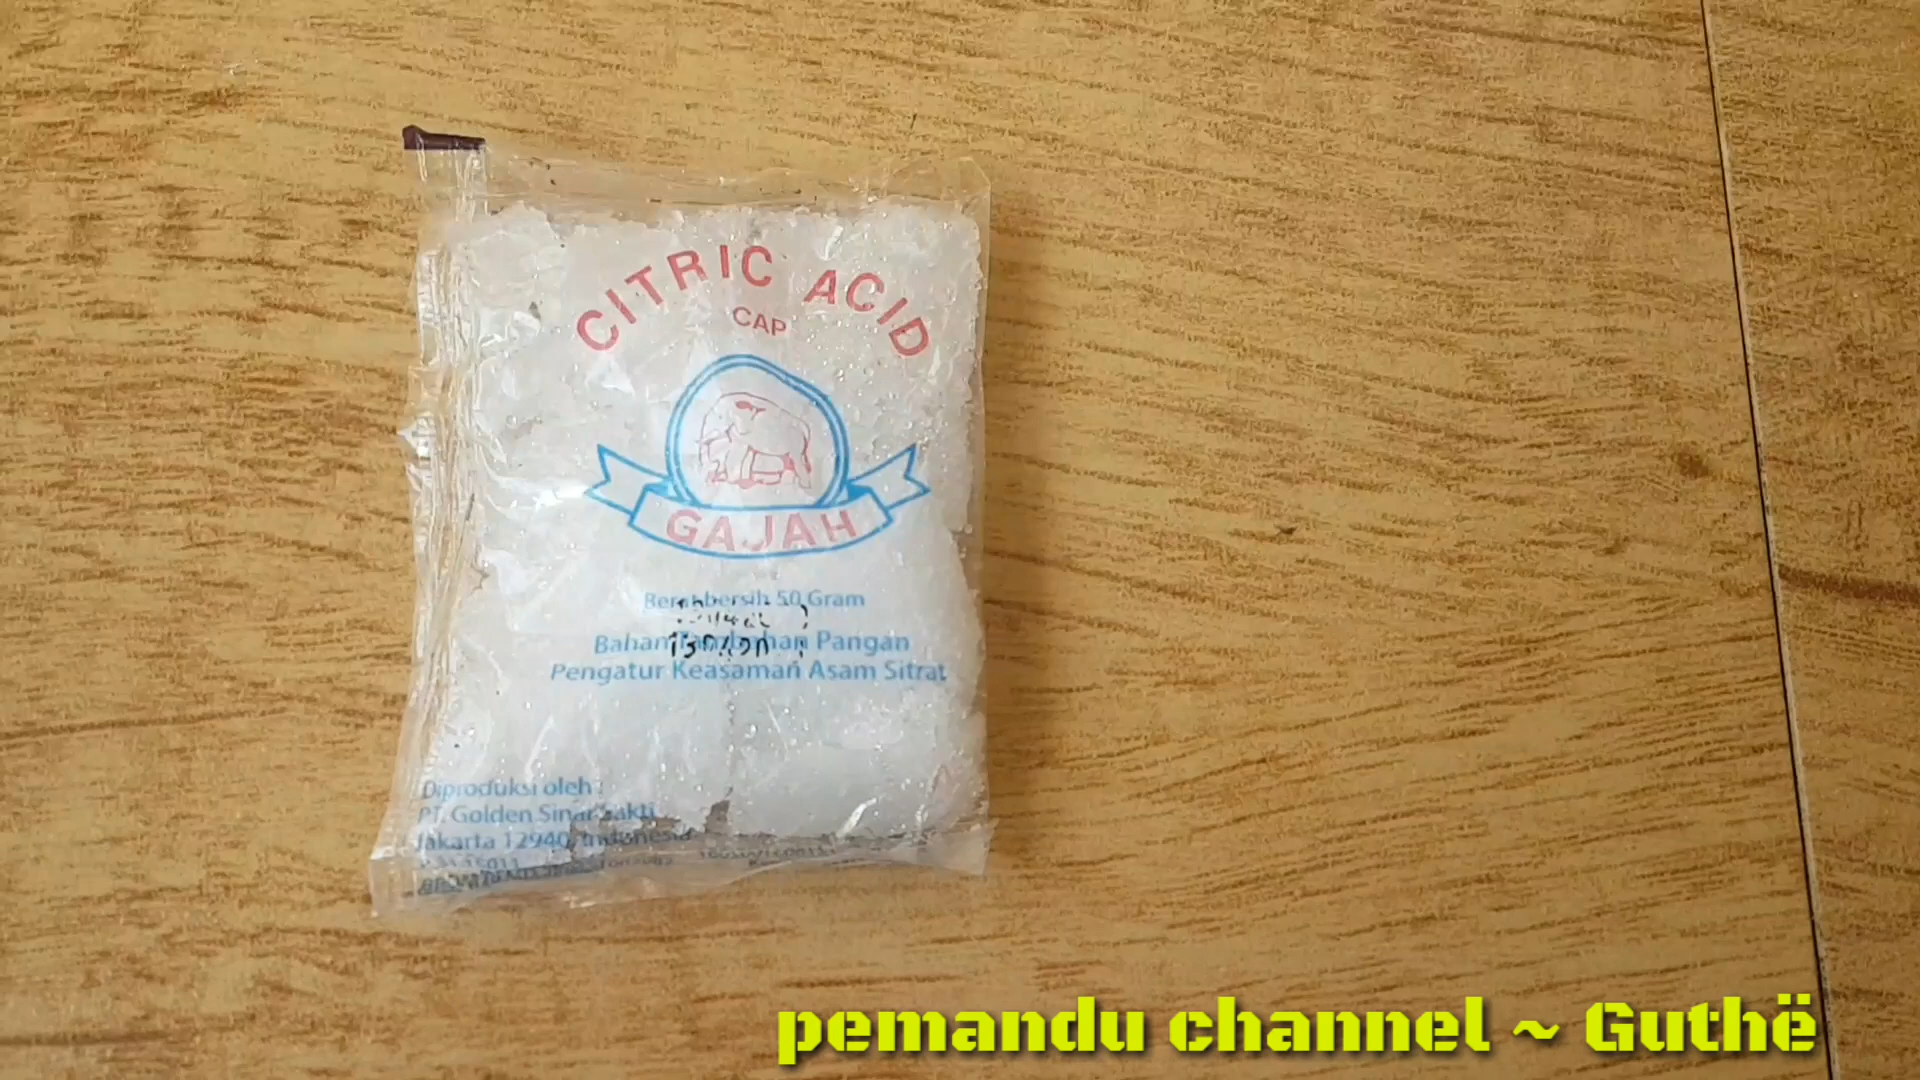 CITRIC ACID
CAP
GAJAH
Berat bersih 50 Gram
Bahan Tambahan Pangan
Pengatur Keasaman Asam Sitrat
Diproduksi oleh :
PT. Golden Sinar Sakti
Jakarta 12940, Indonesia
pemandu channel ~ Guthë